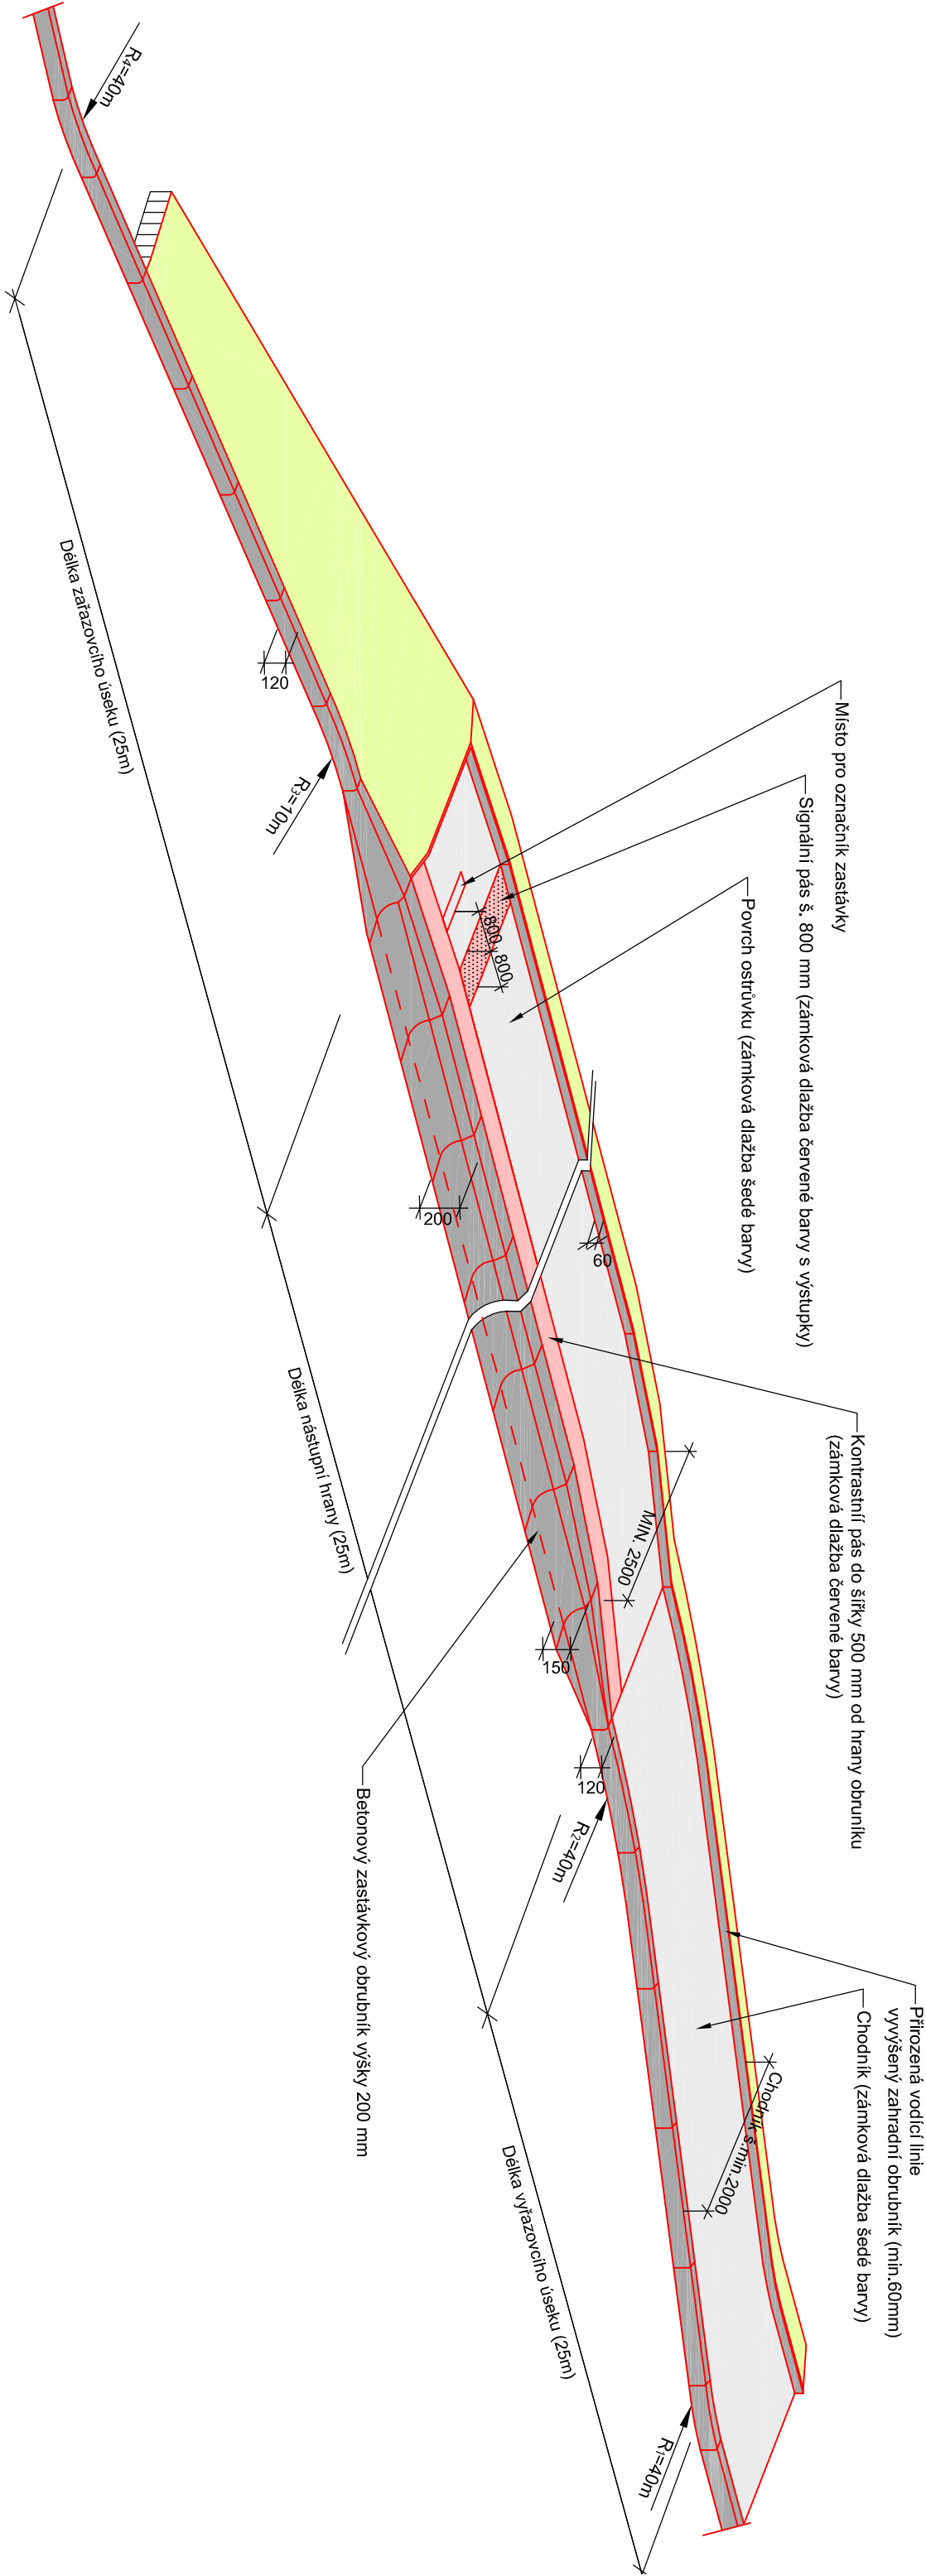 R4=40m
Délka zařazovcího úseku (25m)
120
R3=10m
Místo pro označník zastávky
Signální pás š. 800 mm (zámková dlažba červené barvy s výstupky)
Povrch ostrůvku (zámková dlažba šedé barvy)
800
800
200
60
Délka nástupní hrany (25m)
Kontrastníí pás do šířky 500 mm od hrany obruníku
(zámková dlažba červené barvy)
MIN. 2500
150
120
R2=40m
Betonový zastávkový obrubník výšky 200 mm
Přirozená vodící linie
vyvýšený zahradní obrubník (min.60mm)
Chodník (zámková dlažba šedé barvy)
Chodník š.min.2000
Délka vyřazovcího úseku (25m)
R1=40m